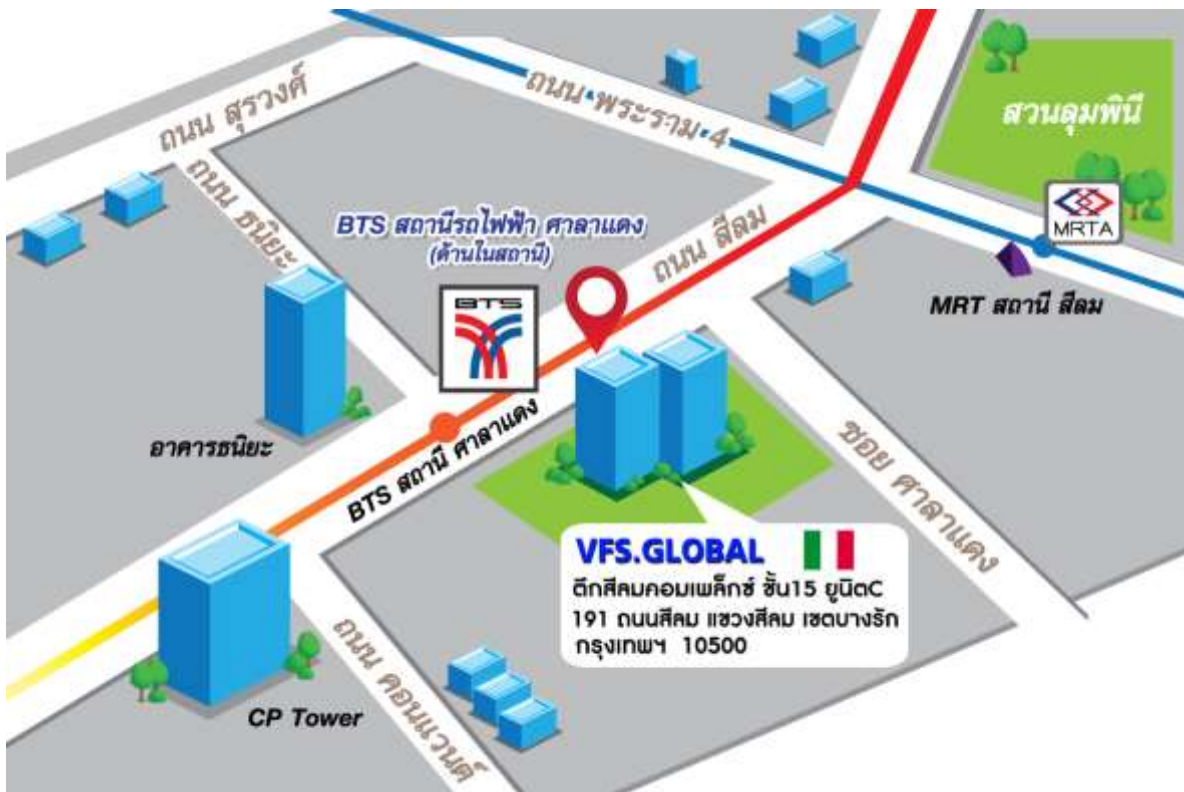 ถนน สุรวงศ์
ถนน พระราม 4
สวนลุมพินี
ถนน ธนิยะ
BTS สถานีรถไฟฟ้า ศาลาแดง
(ด้านในสถานี)
ถนน สีลม
MRTA
BTS
MRT สถานี สีลม
อาคารธนิยะ
BTS สถานี ศาลาแดง
ซอย ศาลาแดง
VFS.GLOBAL
ตึกสีลมคอมเพล็กซ์ ชั้น15 ยูนิตC
191 ถนนสีลม แขวงสีลม เขตบางรัก
กรุงเทพฯ 10500
ถนน คอนแวนต์
CP Tower